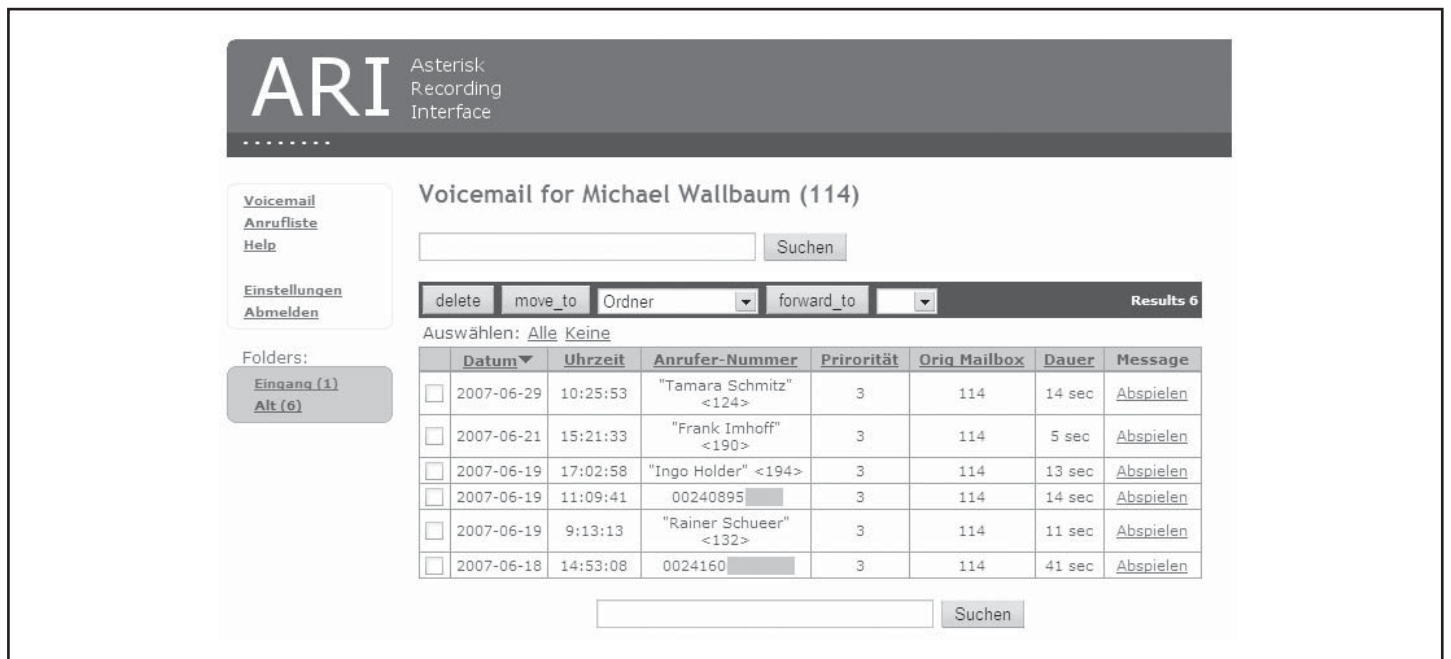 ARI
Asterisk
Recording
Interface
Voicemail
Anrufliste
Help
Einstellungen
Abmelden
Folders:
Eingang (1)
Alt (6)
Voicemail for Michael Wallbaum (114)
Suchen
delete move_to Ordner forward_to Results 6
Auswählen: Alle Keine
Datum Uhrzeit Anrufer-Nummer Prirorität Orig Mailbox Dauer Message
2007-06-29 10:25:53 "Tamara Schmitz" <124> 3 114 14 sec Abspielen
2007-06-21 15:21:33 "Frank Imhoff" <190> 3 114 5 sec Abspielen
2007-06-19 17:02:58 "Ingo Holder" <194> 3 114 13 sec Abspielen
2007-06-19 11:09:41 00240895 3 114 14 sec Abspielen
2007-06-19 9:13:13 "Rainer Schueer" <132> 3 114 11 sec Abspielen
2007-06-18 14:53:08 0024160 3 114 41 sec Abspielen
Suchen